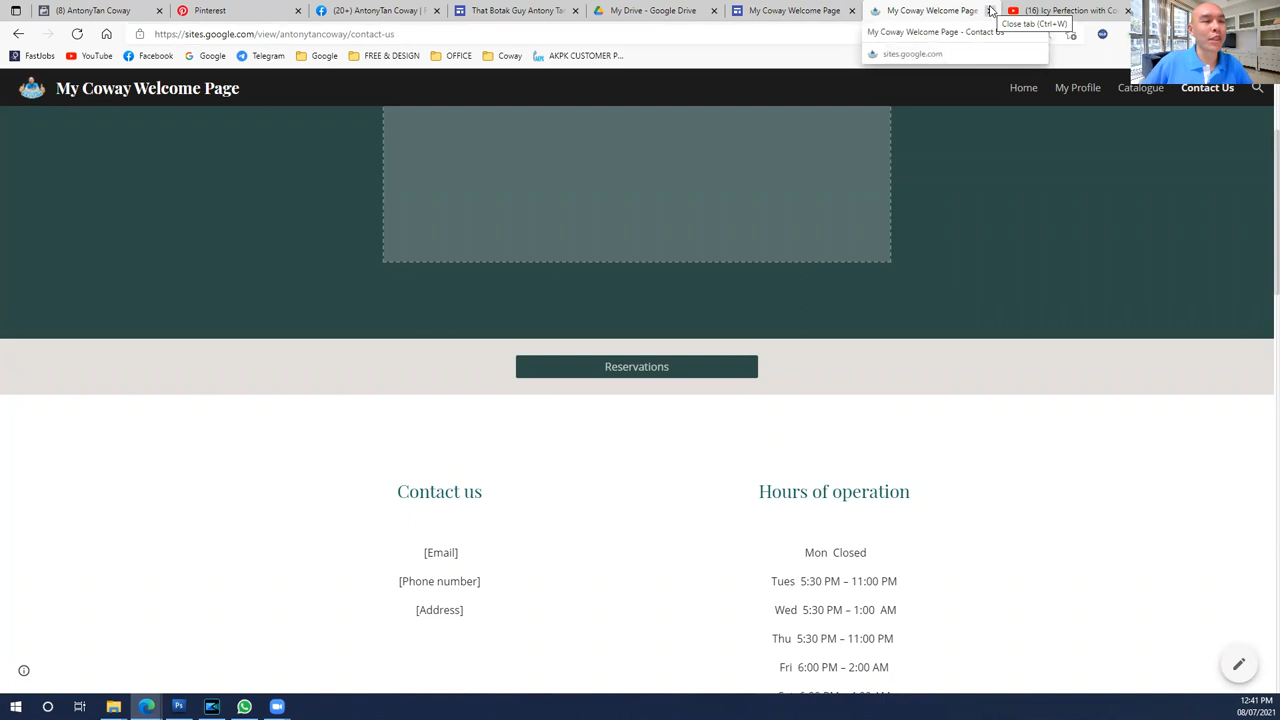 (8) AntonyTan Coway
Pinterest
(20+) AntonyTan Coway | F
That Botak Guy Antony Ta
My Drive - Google Drive
My Coway Welcome Page
My Coway Welcome Page
(16) Icy Perfection with Co
Close tab (Ctrl+W)
https://sites.google.com/view/antonytancoway/contact-us
My Coway Welcome Page - Contact Us
sites.google.com
FastJobs
YouTube
Facebook
Google
Telegram
Google
FREE & DESIGN
OFFICE
Coway
AKPK CUSTOMER P...
My Coway Welcome Page
Home
My Profile
Catalogue
Contact Us
Reservations
Contact us
[Email]
[Phone number]
[Address]
Hours of operation
Mon Closed
Tues 5:30 PM – 11:00 PM
Wed 5:30 PM – 1:00 AM
Thu 5:30 PM – 11:00 PM
Fri 6:00 PM – 2:00 AM
12:41 PM
08/07/2021